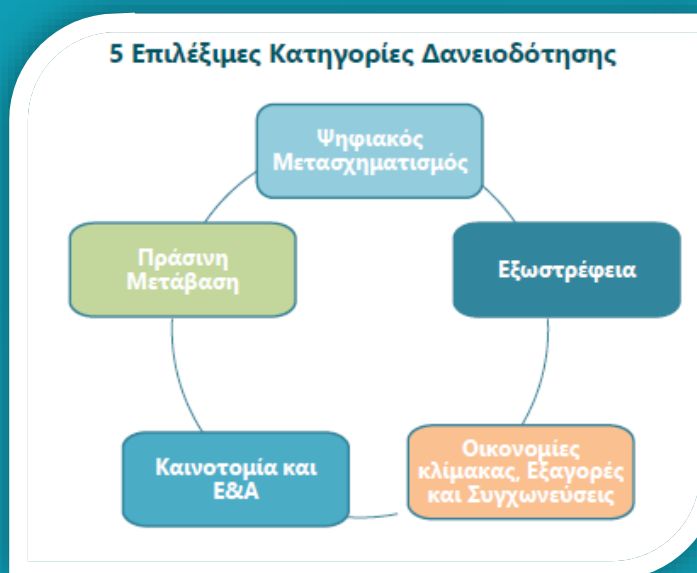 5 Επιλέξιμες Κατηγορίες Δανειοδότησης
Ψηφιακός
Μετασχηματισμός
Πράσινη
Μετάβαση
Εξωστρέφεια
Καινοτομία και
Ε&Α
Οικονομίες
κλίμακας, Εξαγορές
και Συγχωνεύσεις